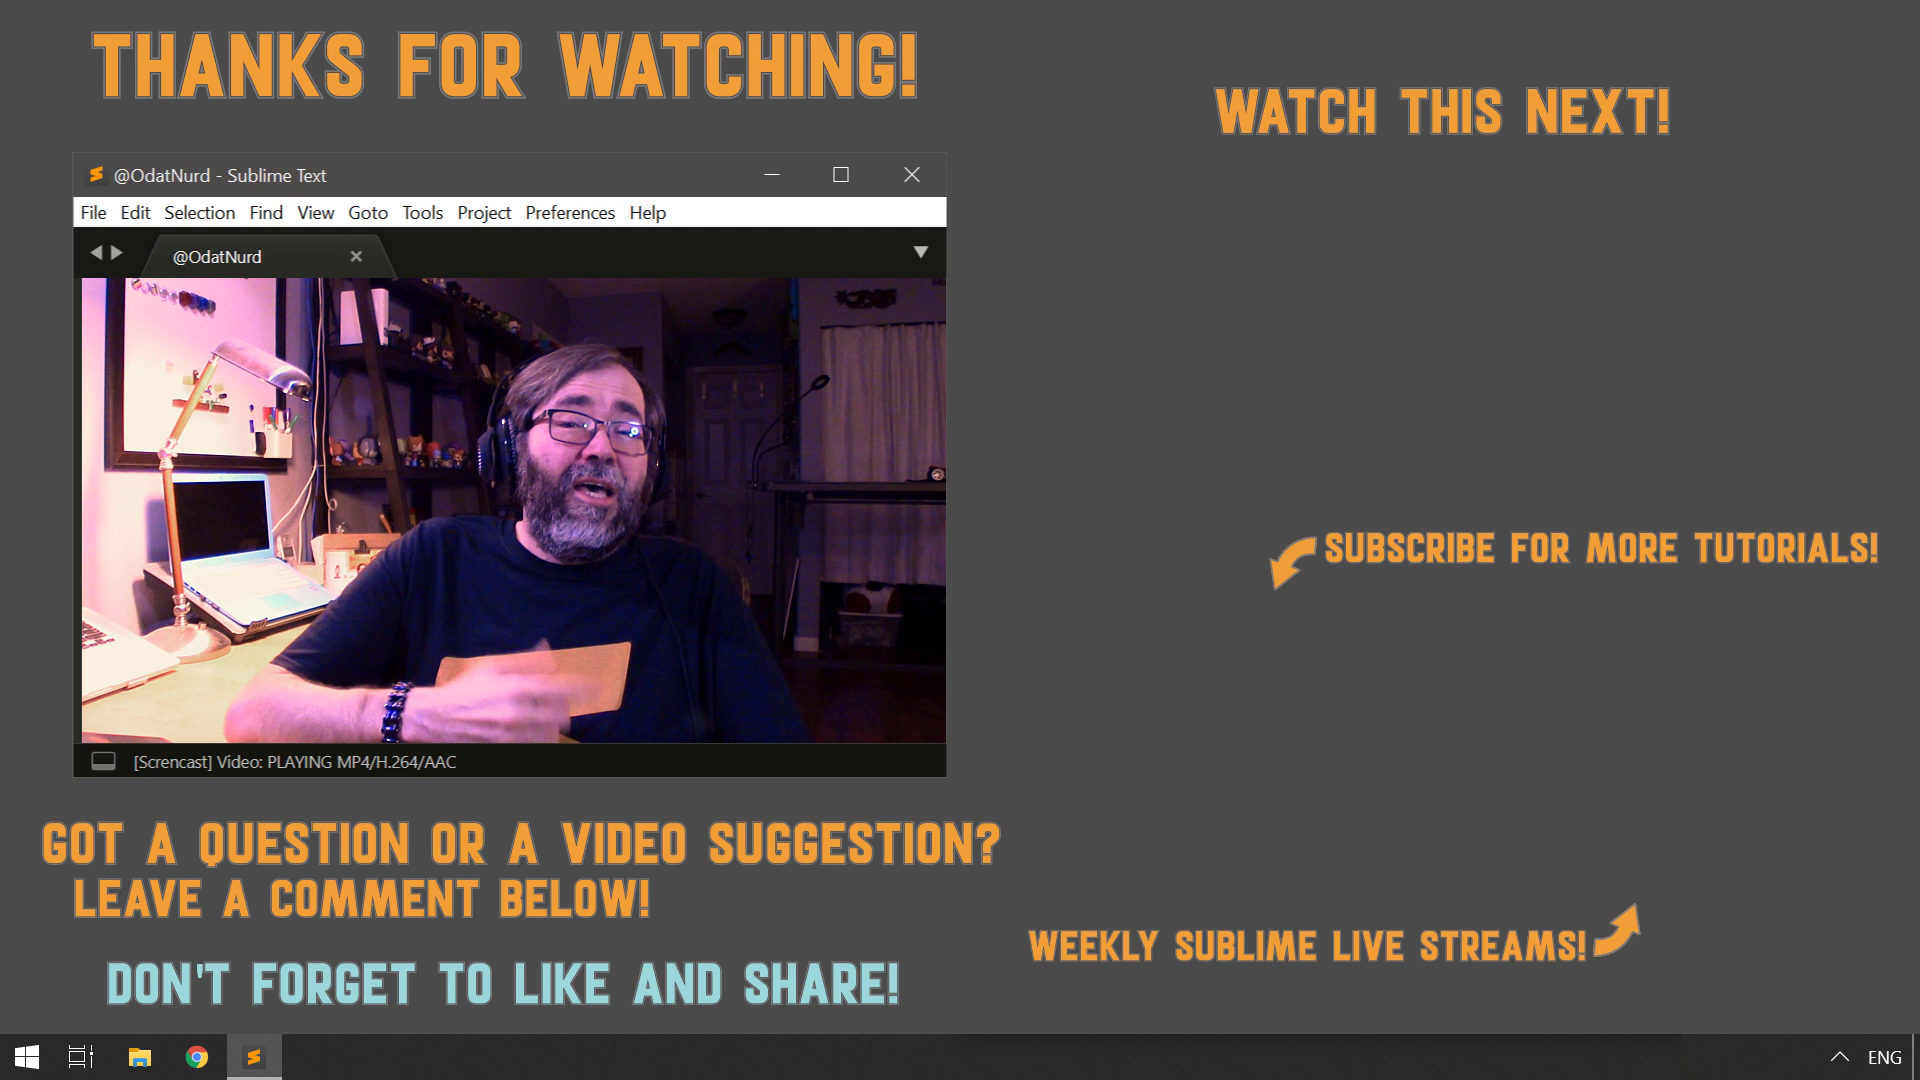 THANKS FOR WATCHING!
WATCH THIS NEXT!
@OdatNurd - Sublime Text
File Edit Selection Find View Goto Tools Project Preferences Help
@OdatNurd
SUBSCRIBE FOR MORE TUTORIALS!
[Screncast] Video: PLAYING MP4/H.264/AAC
GOT A QUESTION OR A VIDEO SUGGESTION?
LEAVE A COMMENT BELOW!
WEEKLY SUBLIME LIVE STREAMS!
DON'T FORGET TO LIKE AND SHARE!
ENG